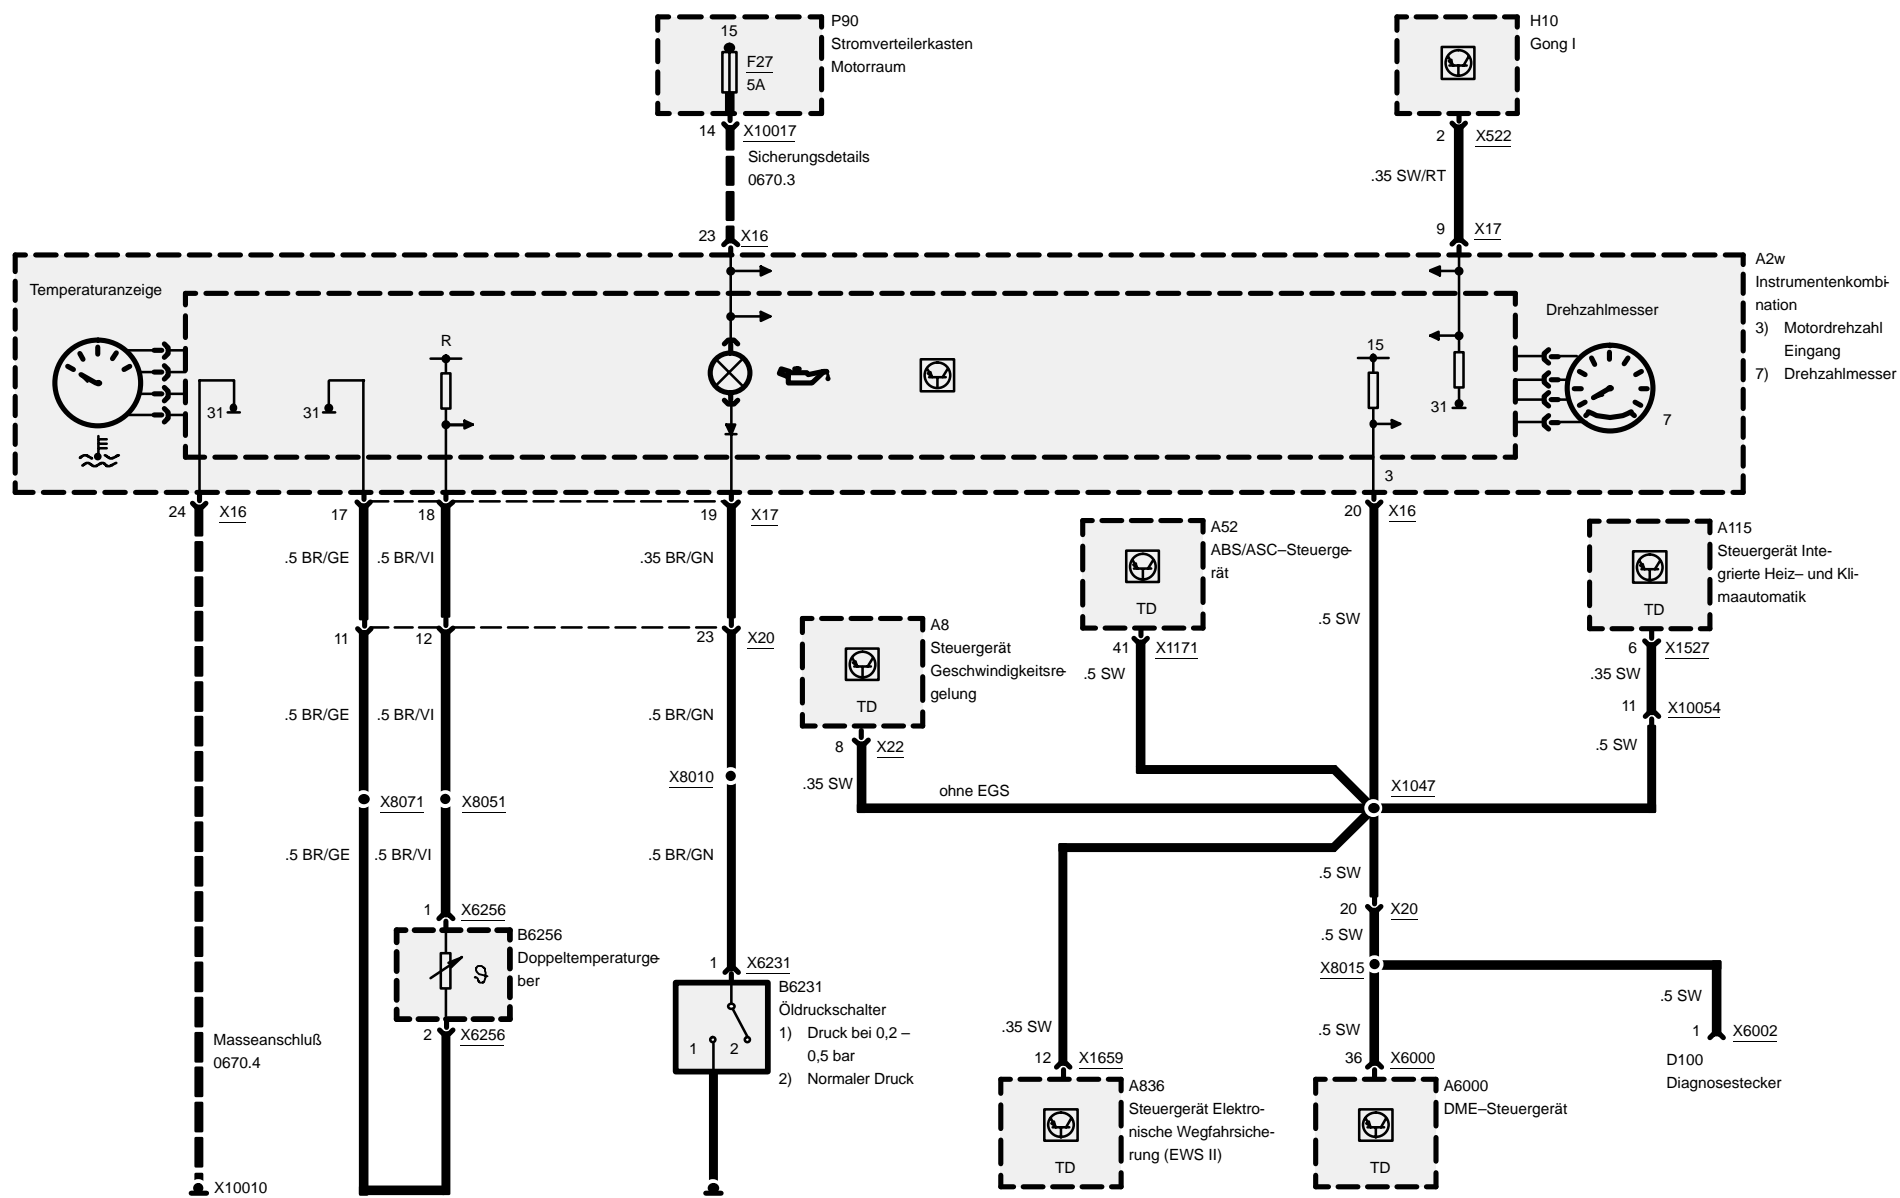 P90
Stromverteilerkasten
Motorraum
15
F27
5A
14 X10017
Sicherungsdetails
0670.3
23 X16
H10
Gong I
2 X522
.35 SW/RT
9 X17
A2w
Instrumentenkombi-
nation
3) Motordrehzahl
Eingang
7) Drehzahlmesser
Temperaturanzeige
Drehzahlmesser
R
15
31
31
31
7
3
24 X16
17
18
19 X17
20 X16
.5 BR/GE
.5 BR/VI
.35 BR/GN
A52
ABS/ASC–Steuerge-
rät
TD
41 X1171
.5 SW
.5 SW
A115
Steuergerät Inte-
grierte Heiz– und Kli-
maautomatik
TD
6 X1527
.35 SW
11 X10054
.5 SW
11
12
23 X20
A8
Steuergerät
Geschwindigkeitsre-
gelung
TD
8 X22
.35 SW
ohne EGS
.5 BR/GE
.5 BR/VI
.5 BR/GN
X8010
X8071
X8051
X1047
.5 BR/GE
.5 BR/VI
.5 BR/GN
.5 SW
20 X20
.5 SW
X8015
.5 SW
.5 SW
1 X6002
D100
Diagnosestecker
1 X6256
B6256
Doppeltemperaturge-
ber
ϑ
2 X6256
1 X6231
B6231
Öldruckschalter
1) Druck bei 0,2 –
0,5 bar
2) Normaler Druck
1 2
Masseanschluß
0670.4
X10010
.35 SW
12 X1659
A836
Steuergerät Elektro-
nische Wegfahrsiche-
rung (EWS II)
TD
36 X6000
A6000
DME–Steuergerät
TD